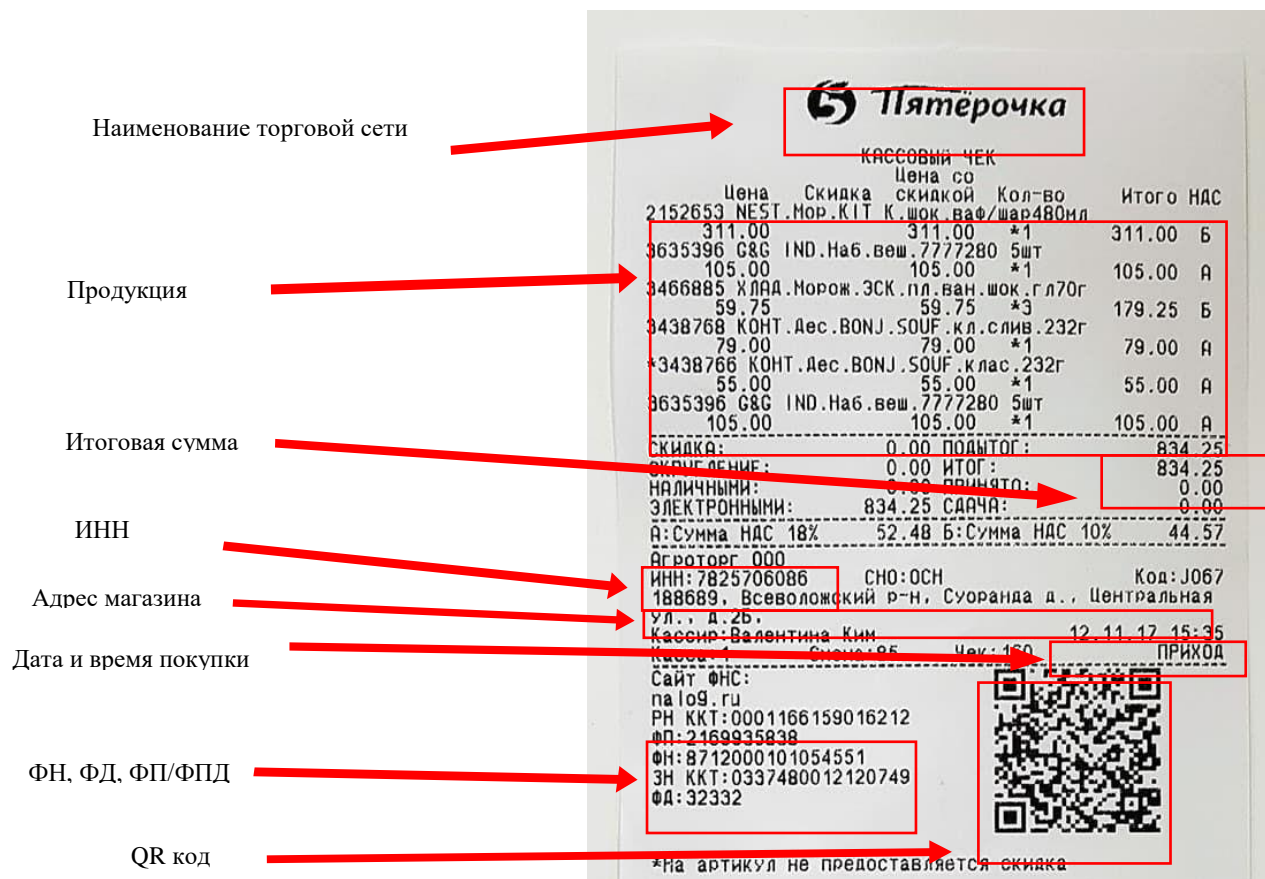 Наименование торговой сети
Продукция
Итоговая сумма
ИНН
Адрес магазина
Дата и время покупки
ФН, ФД, ФП/ФПД
QR код
5 Пятёрочка
КАССОВЫЙ ЧЕК
Цена со
Цена Скидка скидкой Кол-во Итого НДС
2152653 NEST.Мор.KIT К.шок.ваф/шар480мл
311.00 311.00 *1 311.00 Б
3635396 G&G IND.Наб.веш.7777280 5шт
105.00 105.00 *1 105.00 А
3466885 ХЛАД.Морож.ЗСК.пл.ван.шок.гл70г
59.75 59.75 *3 179.25 Б
3438768 КОНТ.Дес.BONJ.SOUF.кл.слив.232г
79.00 79.00 *1 79.00 А
*3438766 КОНТ.Дес.BONJ.SOUF.клас.232г
55.00 55.00 *1 55.00 А
3635396 G&G IND.Наб.веш.7777280 5шт
105.00 105.00 *1 105.00 А
СКИДКА: 0.00 ПОДЫТОГ: 834.25
ОКРУГЛЕНИЕ: 0.00 ИТОГ: 834.25
НАЛИЧНЫМИ: 0.00 ПРИНЯТО: 0.00
ЭЛЕКТРОННЫМИ: 834.25 СДАЧА: 0.00
А:Сумма НДС 18% 52.48 Б:Сумма НДС 10% 44.57
Агроторг ООО
ИНН:7825706086 СНО:ОСН Код:J067
188689, Всеволожский р-н, Суоранда д., Центральная
ул., д.2Б,
Кассир:Валентина Ким 12.11.17 15:35
Касса:1 Смена:85 Чек:160 ПРИХОД
Сайт ФНС:
nalog.ru
РН ККТ:0001166159016212
ФП:2169935838
ФН:8712000101054551
ЗН ККТ:0337480012120749
ФД:32332
*На артикул не предоставляется скидка